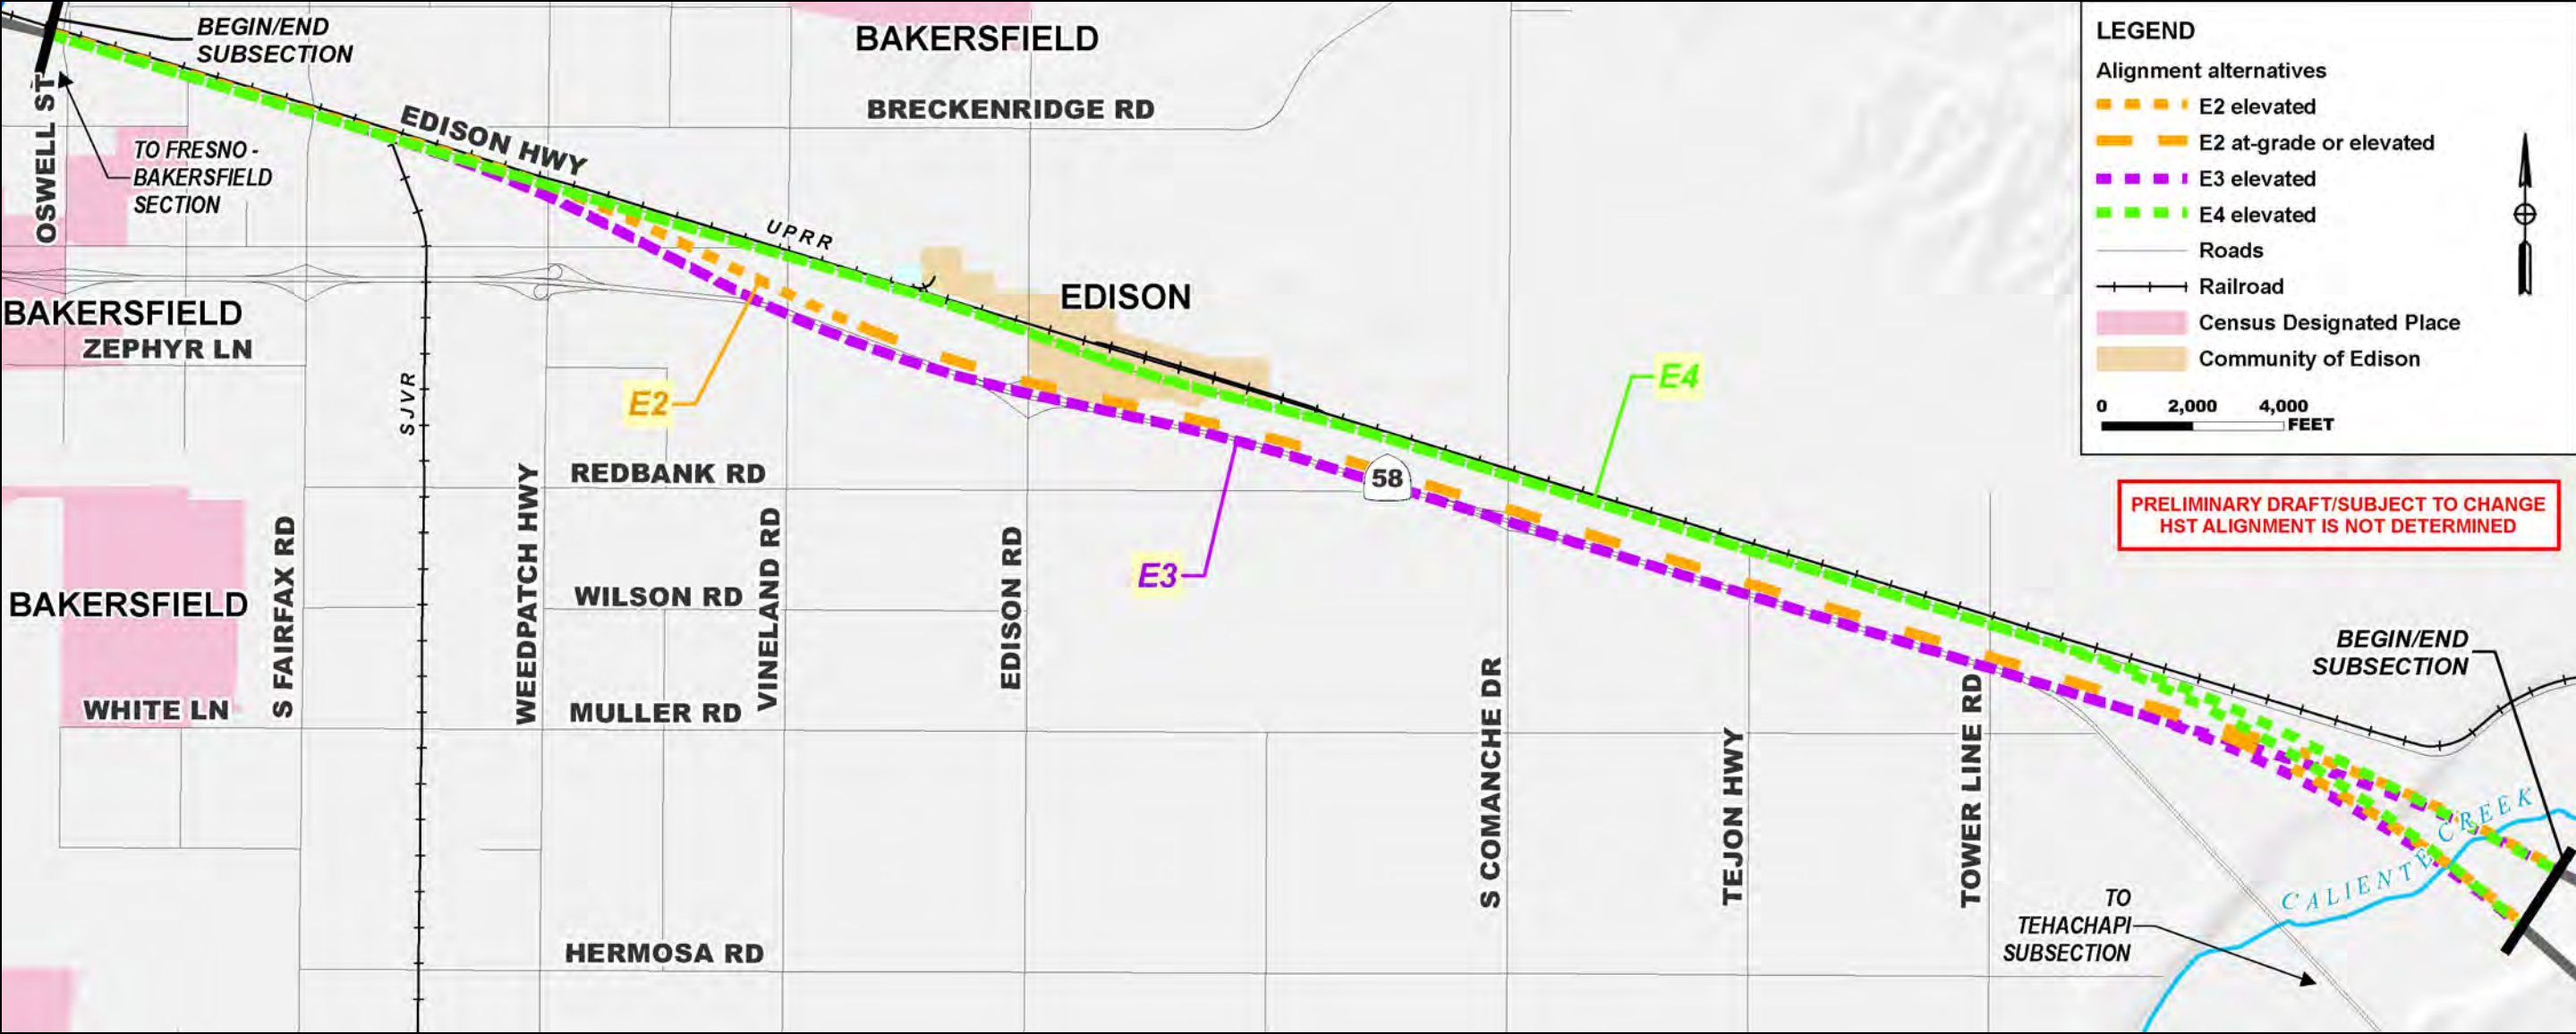 BEGIN/END
SUBSECTION
OSWELL ST
TO FRESNO -
BAKERSFIELD
SECTION
EDISON HWY
BAKERSFIELD
BRECKENRIDGE RD
UPRR
EDISON
BAKERSFIELD
ZEPHYR LN
SJVR
E2
E4
58
E3
REDBANK RD
BAKERSFIELD
WHITE LN
S FAIRFAX RD
WEEDPATCH HWY
WILSON RD
VINELAND RD
MULLER RD
EDISON RD
HERMOSA RD
S COMANCHE DR
TEJON HWY
TOWER LINE RD
LEGEND
Alignment alternatives
E2 elevated
E2 at-grade or elevated
E3 elevated
E4 elevated
Roads
Railroad
Census Designated Place
Community of Edison
0 2,000 4,000
FEET
PRELIMINARY DRAFT/SUBJECT TO CHANGE
HST ALIGNMENT IS NOT DETERMINED
BEGIN/END
SUBSECTION
CALIENTE CREEK
TO
TEHACHAPI
SUBSECTION